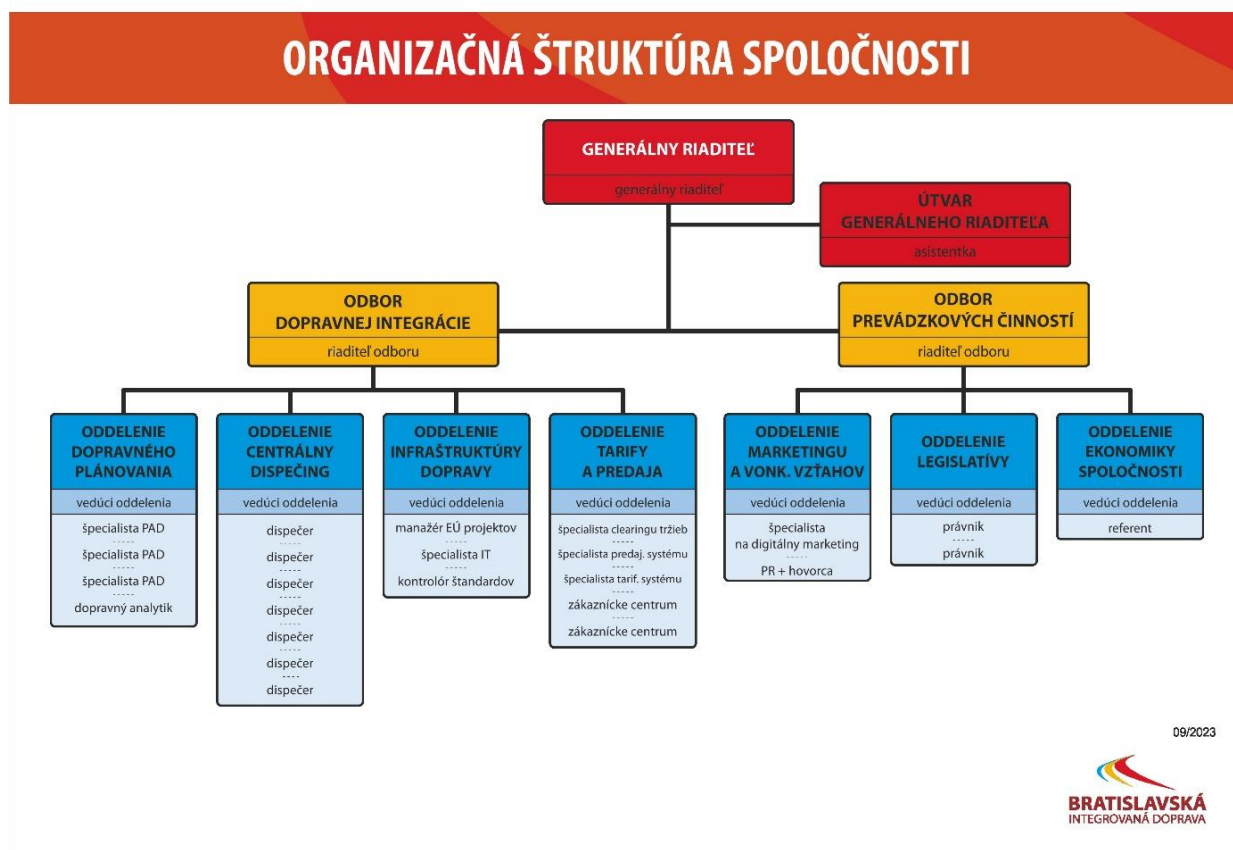 ORGANIZAČNÁ ŠTRUKTÚRA SPOLOČNOSTI
GENERÁLNY RIADITEĽ
generálny riaditeľ
ÚTVAR
GENERÁLNEHO RIADITEĽA
asistentka
ODBOR
DOPRAVNEJ INTEGRÁCIE
riaditeľ odboru
ODBOR
PREVÁDZKOVÝCH ČINNOSTÍ
riaditeľ odboru
ODDELENIE
DOPRAVNÉHO
PLÁNOVANIA
vedúci oddelenia
špecialista PAD
špecialista PAD
špecialista PAD
dopravný analytik
ODDELENIE
CENTRÁLNY
DISPEČING
vedúci oddelenia
dispečer
dispečer
dispečer
dispečer
dispečer
dispečer
dispečer
ODDELENIE
INFRAŠTRUKTÚRY
DOPRAVY
vedúci oddelenia
manažér EÚ projektov
špecialista IT
kontrolór štandardov
ODDELENIE
TARIFY
A PREDAJA
vedúci oddelenia
špecialista clearingu tržieb
špecialista predaj. systému
špecialista tarif. systému
zákaznícke centrum
zákaznícke centrum
ODDELENIE
MARKETINGU
A VONK. VZŤAHOV
vedúci oddelenia
špecialista
na digitálny marketing
PR + hovorca
ODDELENIE
LEGISLATÍVY
vedúci oddelenia
právnik
právnik
ODDELENIE
EKONOMIKY
SPOLOČNOSTI
vedúci oddelenia
referent
09/2023
BRATISLAVSKÁ
INTEGROVANÁ DOPRAVA